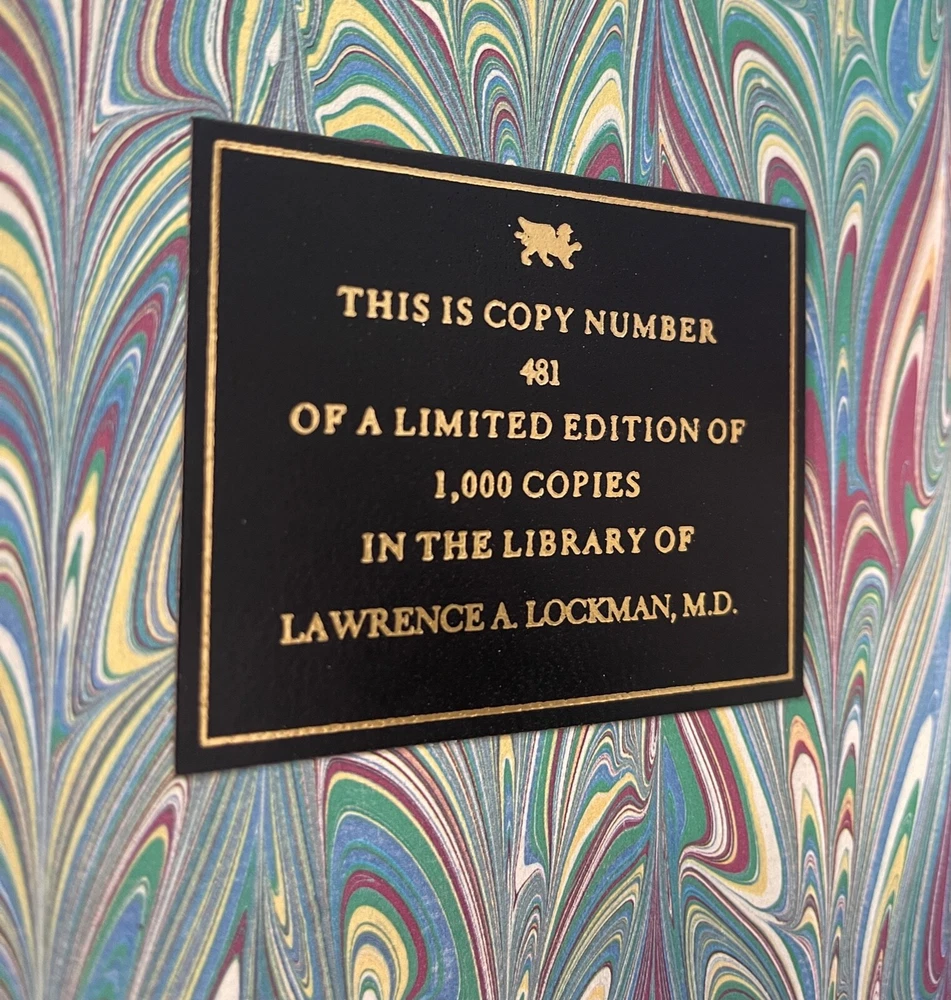 THIS IS COPY NUMBER
481
OF A LIMITED EDITION OF
1,000 COPIES
IN THE LIBRARY OF
LAWRENCE A. LOCKMAN, M.D.